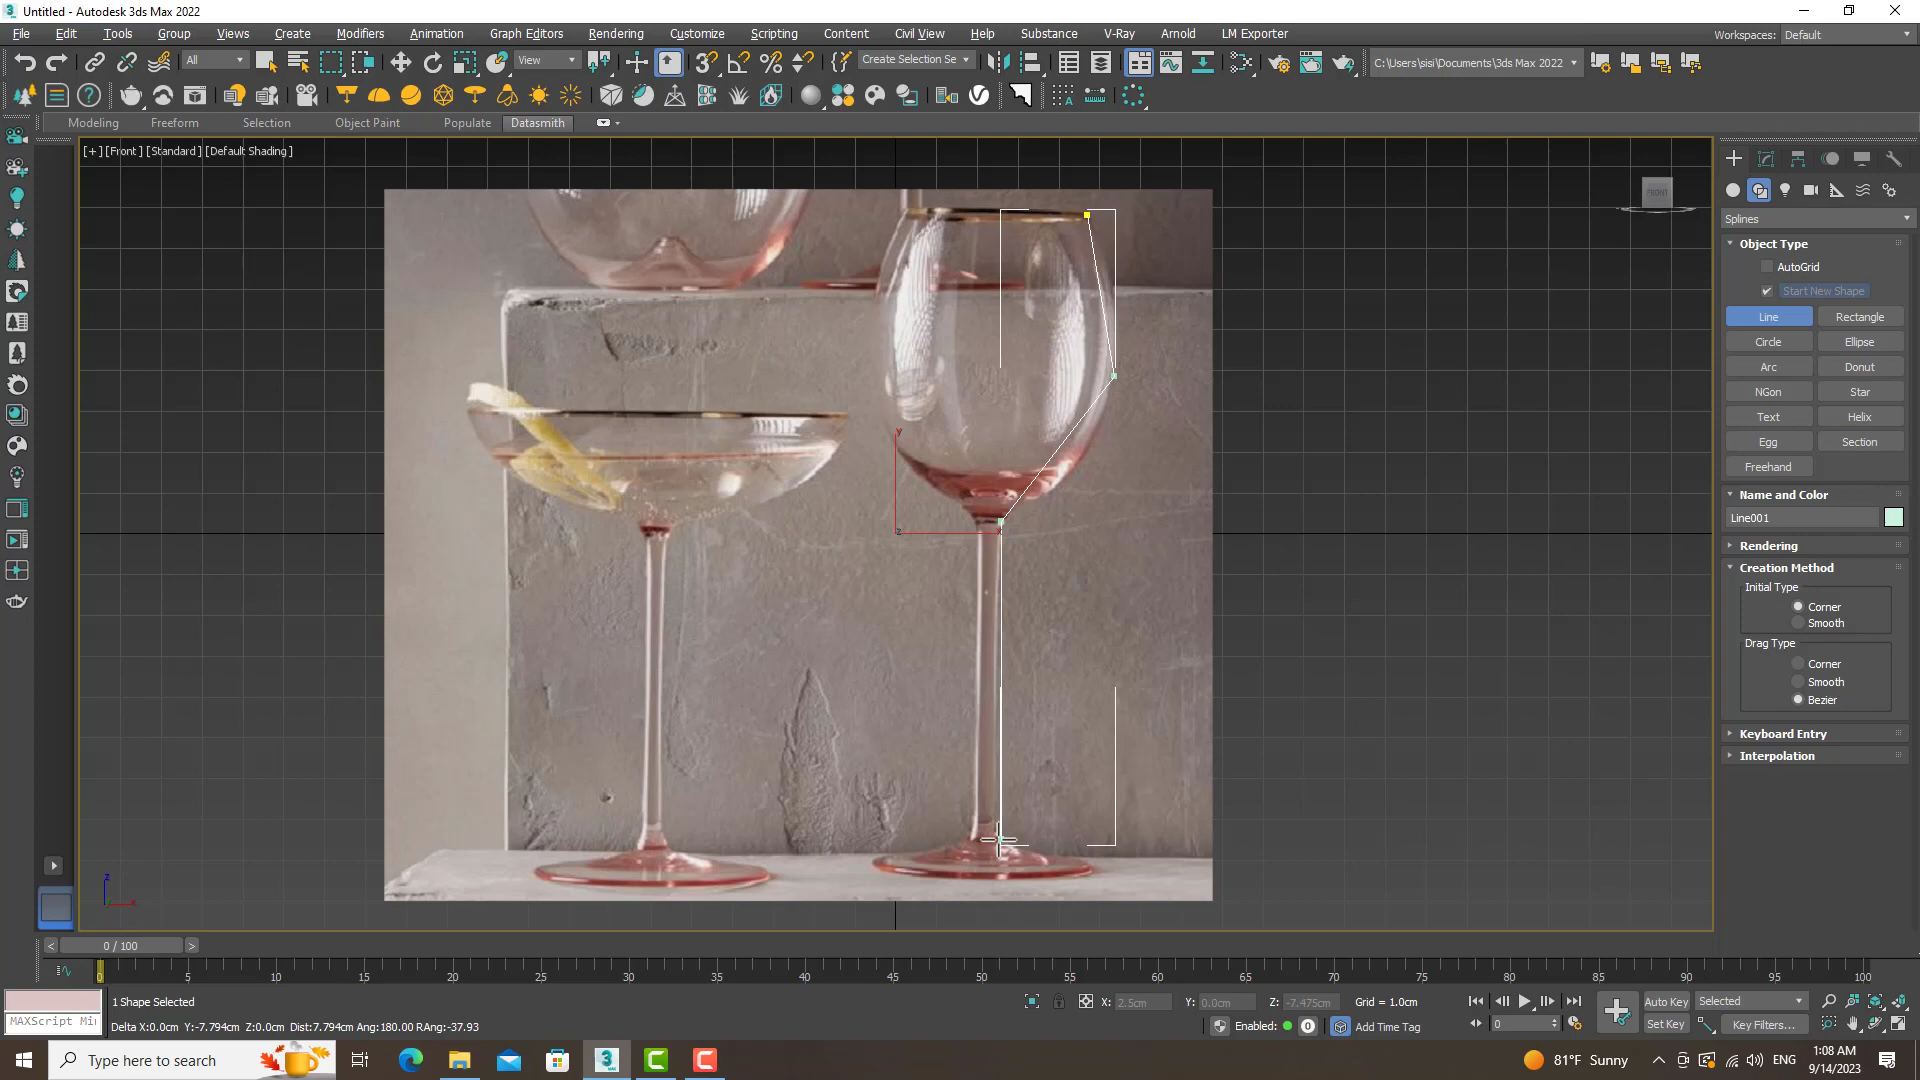 Untitled - Autodesk 3ds Max 2022
File Edit Tools Group Views Create Modifiers Animation Graph Editors Rendering Customize Scripting Content Civil View Help Substance V-Ray Arnold LM Exporter Workspaces: Default
All View Create Selection Se C:\Users\sisi\Documents\3ds Max 2022
Modeling Freeform Selection Object Paint Populate Datasmith
[+] [Front] [Standard] [Default Shading]
FRONT
Splines
Object Type
AutoGrid
Start New Shape
Line Rectangle
Circle Ellipse
Arc Donut
NGon Star
Text Helix
Egg Section
Freehand
Name and Color
Line001
Rendering
Creation Method
Initial Type
Corner
Smooth
Drag Type
Corner
Smooth
Bezier
Keyboard Entry
Interpolation
y
z x
z
x
< 0 / 100 >
0 5 10 15 20 25 30 35 40 45 50 55 60 65 70 75 80 85 90 95 100
1 Shape Selected X: 2.5cm Y: 0.0cm Z: -7.475cm Grid = 1.0cm Auto Key Selected
MAXScript Mi
Delta X:0.0cm Y:-7.794cm Z:0.0cm Dist:7.794cm Ang:180.00 RAng:-37.93 Enabled: 0 Add Time Tag 0 Set Key Key Filters...
Type here to search 81°F Sunny ENG 1:08 AM
9/14/2023